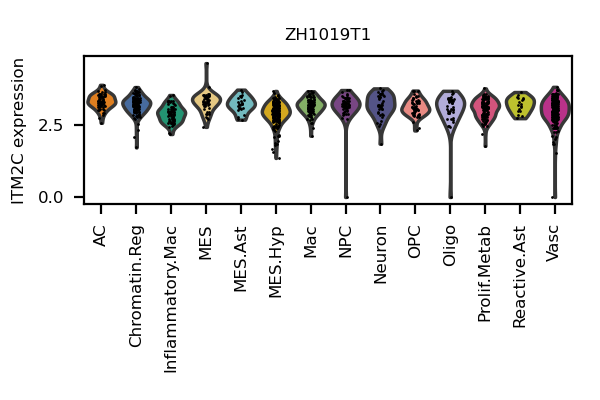 ZH1019T1
ITM2C expression
2.5
0.0
AC
Chromatin.Reg
Inflammatory.Mac
MES
MES.Ast
MES.Hyp
Mac
NPC
Neuron
OPC
Oligo
Prolif.Metab
Reactive.Ast
Vasc